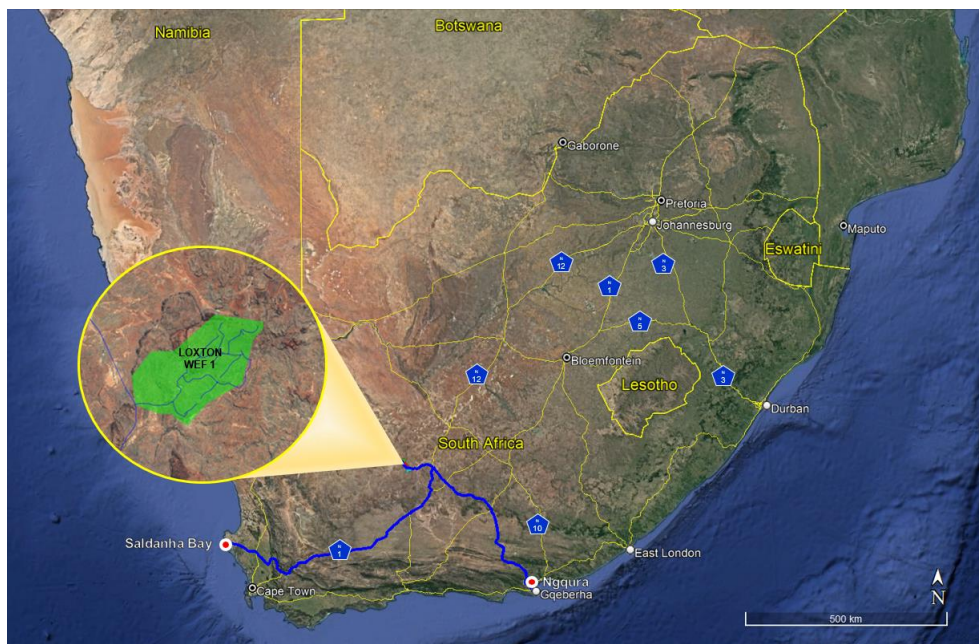 Namibia
Botswana
Gaborone
Pretoria
Johannesburg
Maputo
Eswatini
N
12
N
3
N
1
N
5
LOXTON
WEF 1
Bloemfontein
N
12
Lesotho
N
3
Durban
South Africa
N
10
Saldanha Bay
N
1
East London
Ngqura
Gqeberha
Cape Town
N
500 km